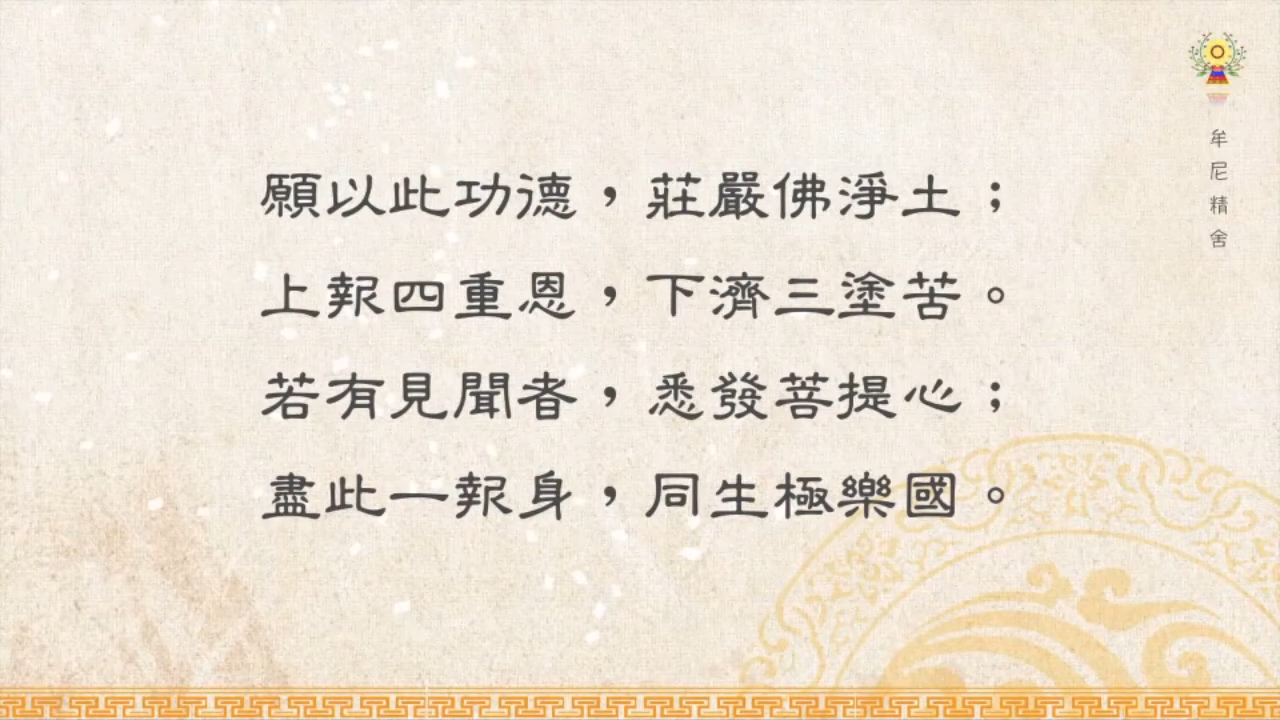 願以此功德，莊嚴佛淨土；
上報四重恩，下濟三塗苦。
若有見聞者，悉發菩提心；
盡此一報身，同生極樂國。
牟尼精舍